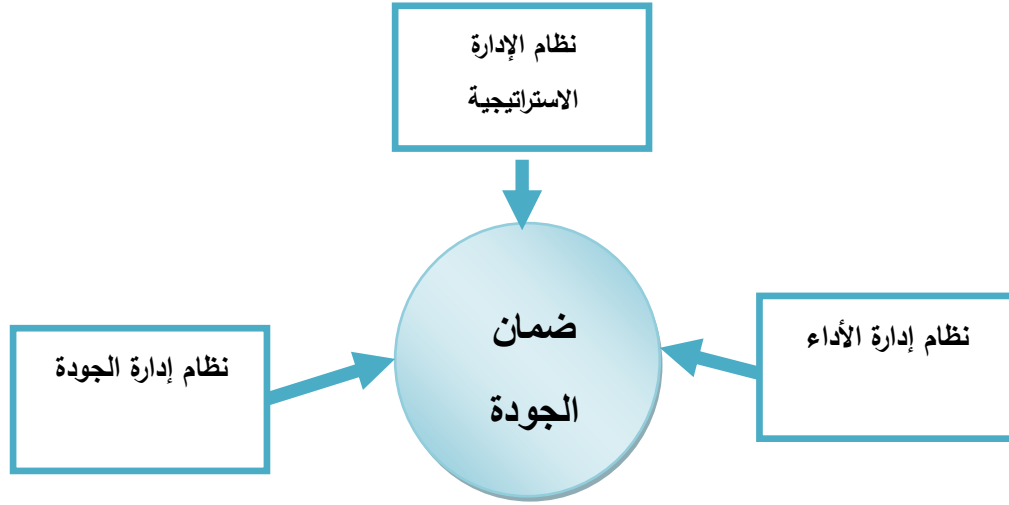 نظام الإدارة
الاستراتيجية
نظام إدارة الأداء
ضمان
الجودة
نظام إدارة الجودة